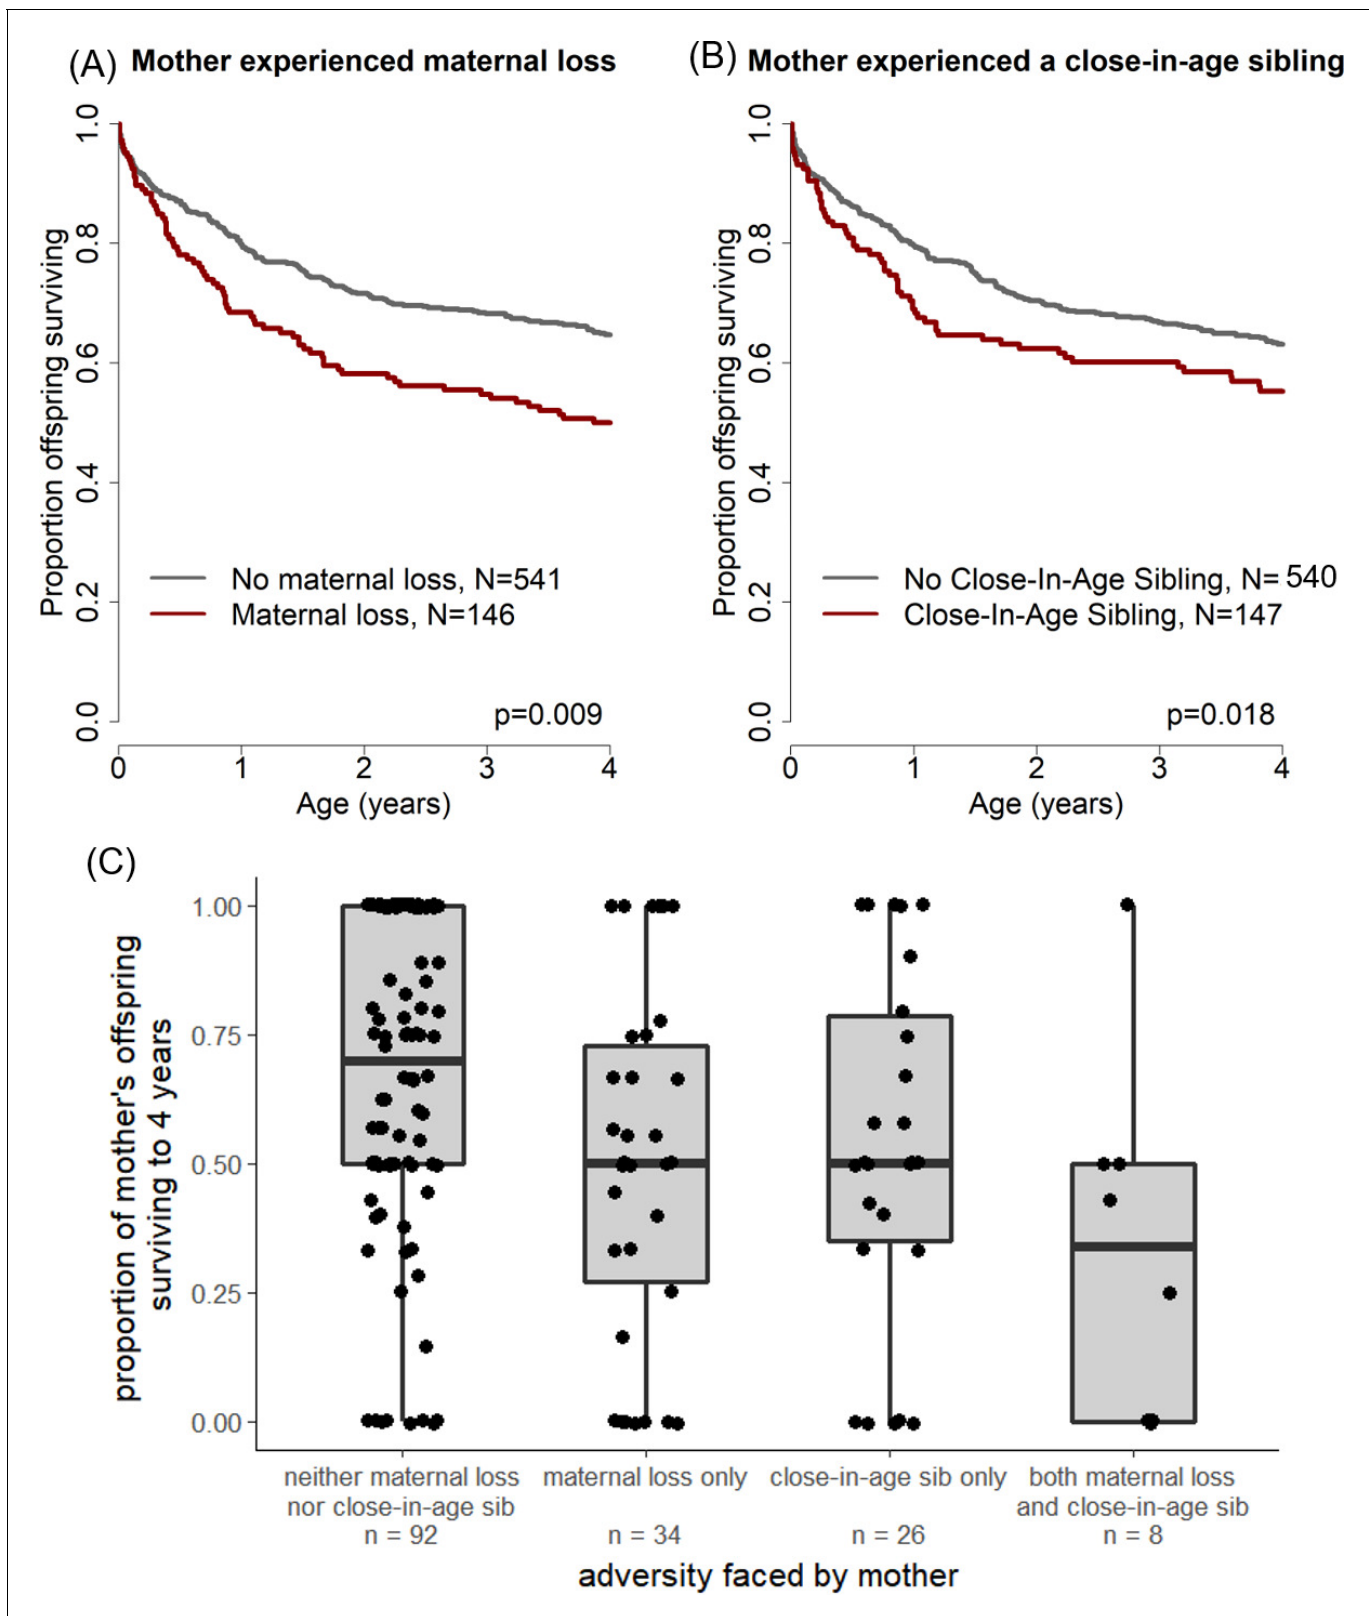 (A) Mother experienced maternal loss
1.0
0.8
0.6
0.4
0.2
0.0
Proportion offspring surviving
No maternal loss, N=541
Maternal loss, N=146
p=0.009
0 1 2 3 4
Age (years)
(B) Mother experienced a close-in-age sibling
1.0
0.8
0.6
0.4
0.2
0.0
Proportion offspring surviving
No Close-In-Age Sibling, N= 540
Close-In-Age Sibling, N=147
p=0.018
0 1 2 3 4
Age (years)
(C)
proportion of mother's offspring
surviving to 4 years
1.00
0.75
0.50
0.25
0.00
neither maternal loss
nor close-in-age sib
n = 92
maternal loss only
n = 34
close-in-age sib only
n = 26
both maternal loss
and close-in-age sib
n = 8
adversity faced by mother